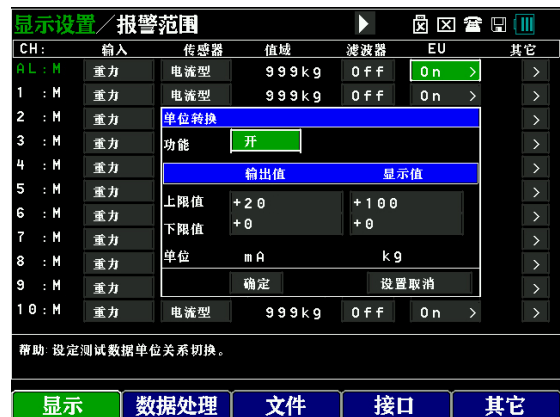 显示设置/报警范围
CH: 输入 传感器 值域 滤波器 EU 其它
AL:M 重力 电流型 999kg Off On >
1 :M 重力 电流型 999kg Off On >
2 :M 重力 >
3 :M 重力 >
4 :M 重力 >
5 :M 重力 >
6 :M 重力 >
7 :M 重力 >
8 :M 重力 >
9 :M 重力 >
10:M 重力 电流型 999kg Off On >
单位转换
功能 开
输出值 显示值
上限值 +20 +100
下限值 +0 +0
单位 mA kg
确定 设置取消
帮助:设定测试数据单位关系切换。
显示 数据处理 文件 接口 其它